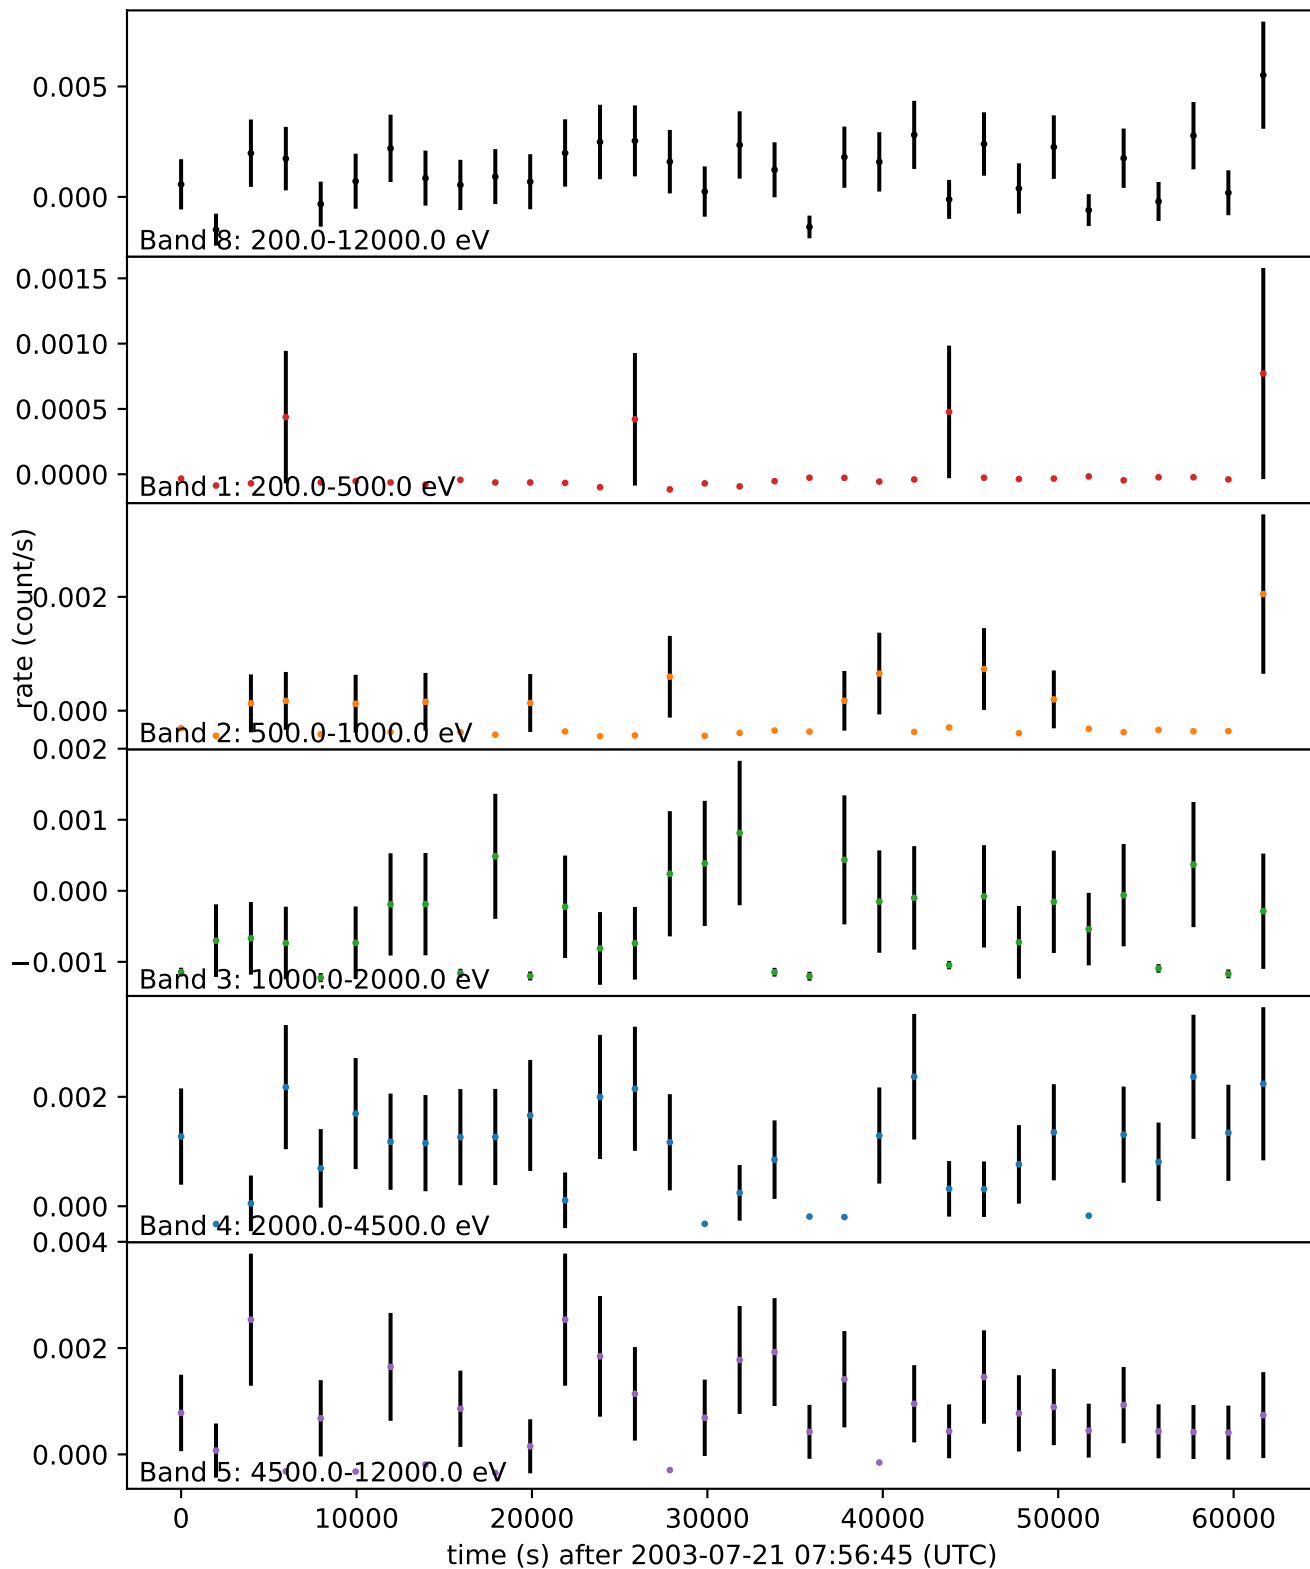 0.005
0.000
Band 8: 200.0-12000.0 eV
0.0015
0.0010
0.0005
0.0000
Band 1: 200.0-500.0 eV
rate (count/s)
0.002
0.000
Band 2: 500.0-1000.0 eV
0.002
0.001
0.000
−0.001
Band 3: 1000.0-2000.0 eV
0.002
0.000
Band 4: 2000.0-4500.0 eV
0.004
0.002
0.000
Band 5: 4500.0-12000.0 eV
0 10000 20000 30000 40000 50000 60000
time (s) after 2003-07-21 07:56:45 (UTC)